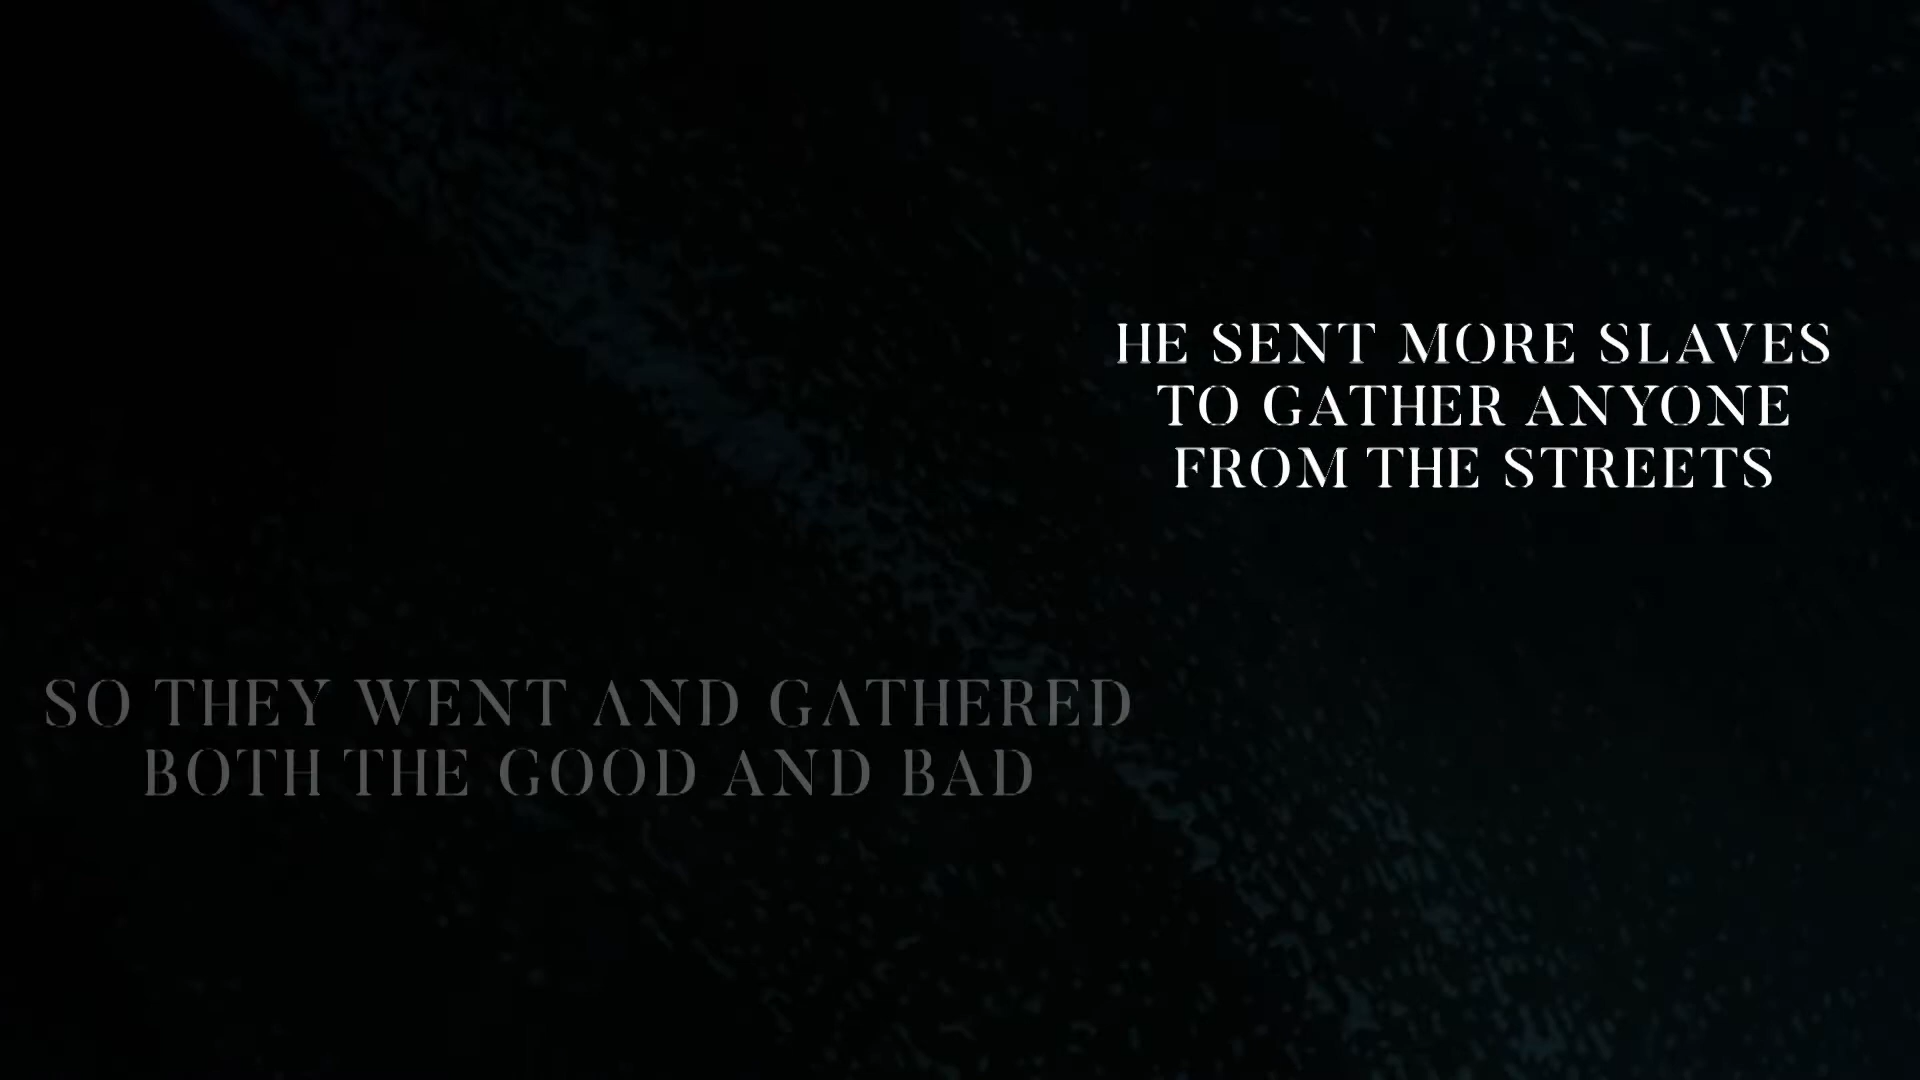 HE SENT MORE SLAVES
TO GATHER ANYONE
FROM THE STREETS
SO THEY WENT AND GATHERED
BOTH THE GOOD AND BAD